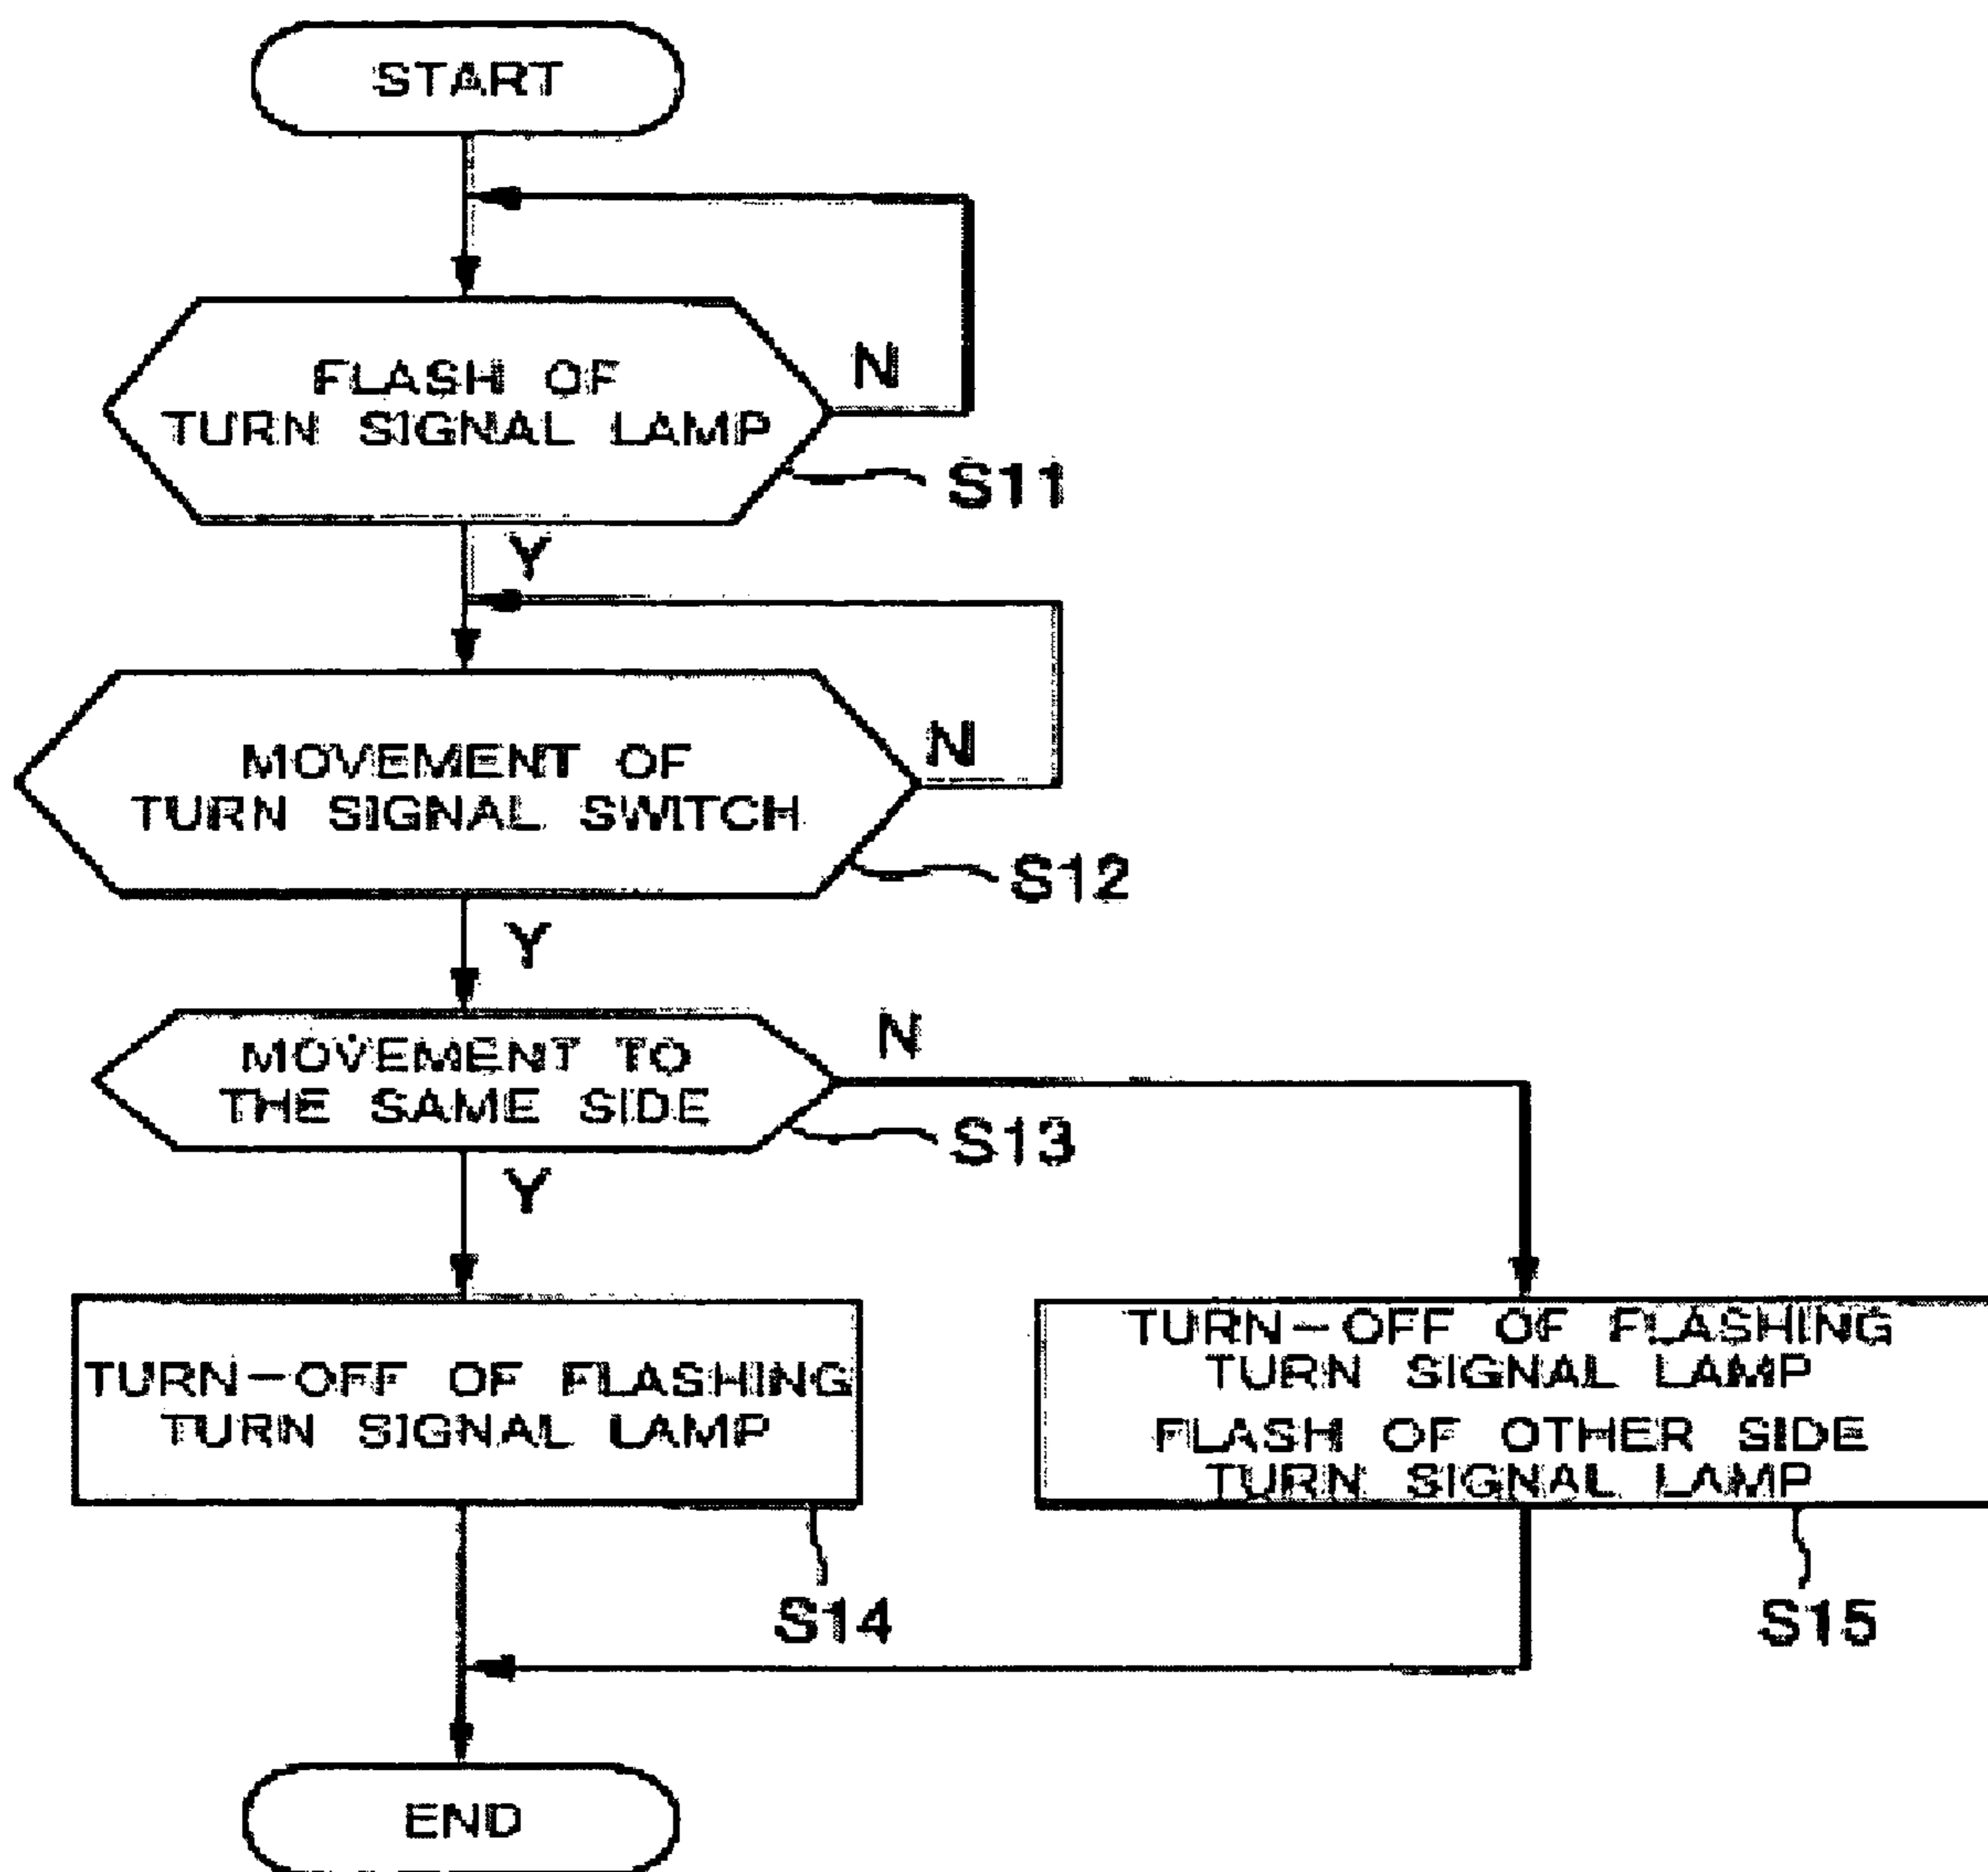 START
FLASH OF
TURN SIGNAL LAMP
N
S11
Y
MOVEMENT OF
TURN SIGNAL SWITCH
N
S12
Y
MOVEMENT TO
THE SAME SIDE
N
S13
Y
TURN-OFF OF FLASHING
TURN SIGNAL LAMP
S14
TURN-OFF OF FLASHING
TURN SIGNAL LAMP
FLASH OF OTHER SIDE
TURN SIGNAL LAMP
S15
END